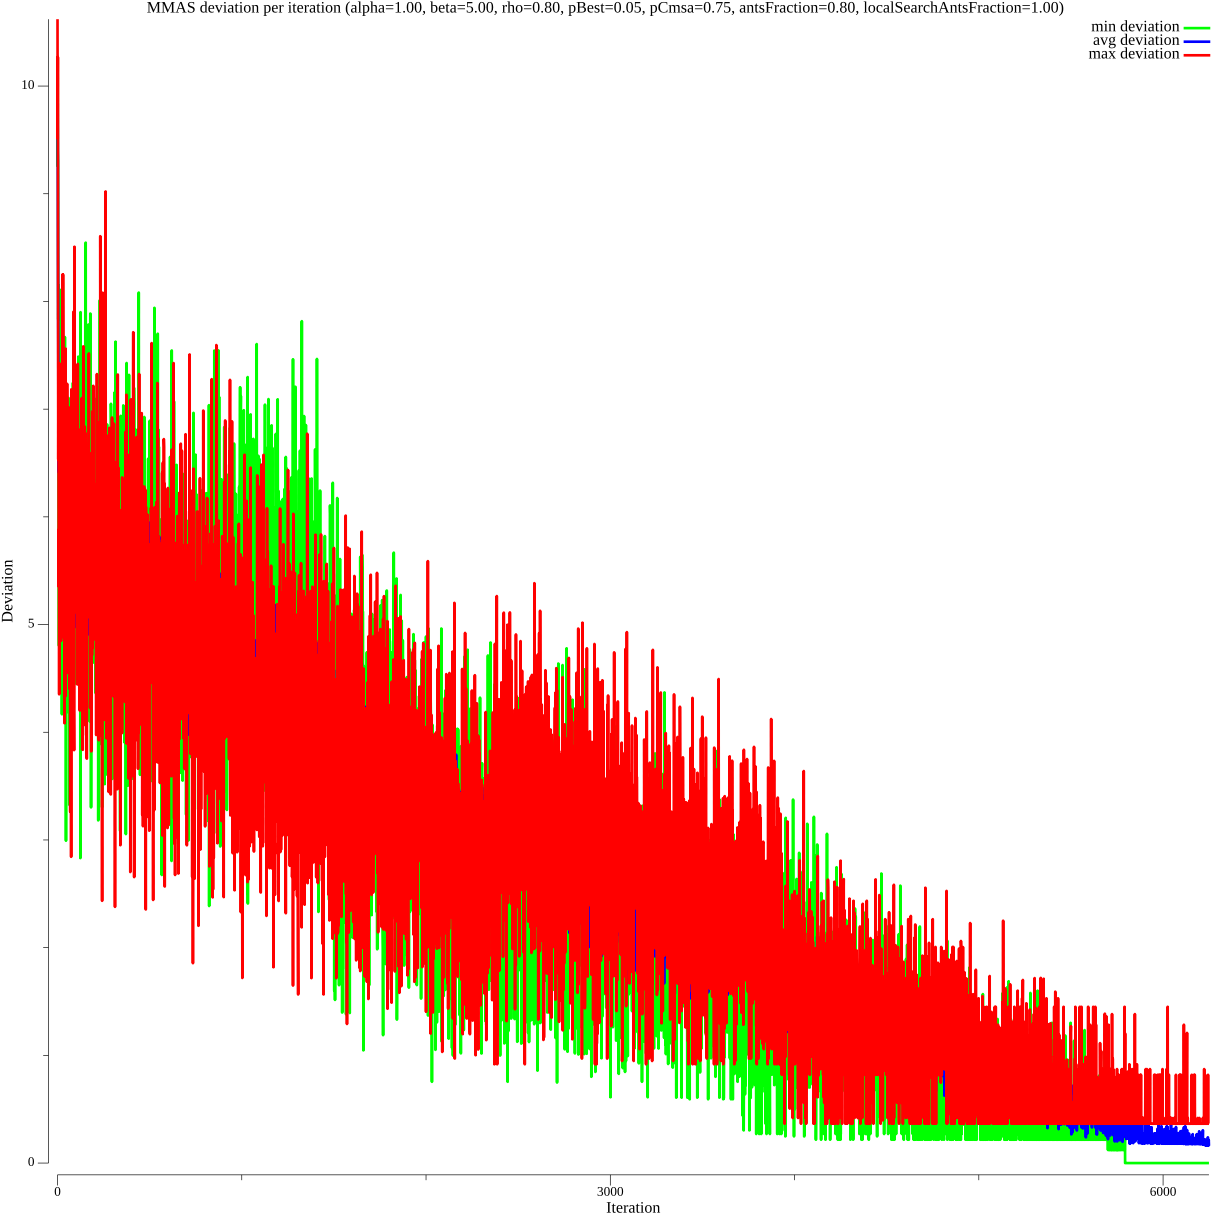 MMAS deviation per iteration (alpha=1.00, beta=5.00, rho=0.80, pBest=0.05, pCmsa=0.75, antsFraction=0.80, localSearchAntsFraction=1.00)
min deviation
avg deviation
max deviation
10
5
0
Deviation
0
3000
6000
Iteration